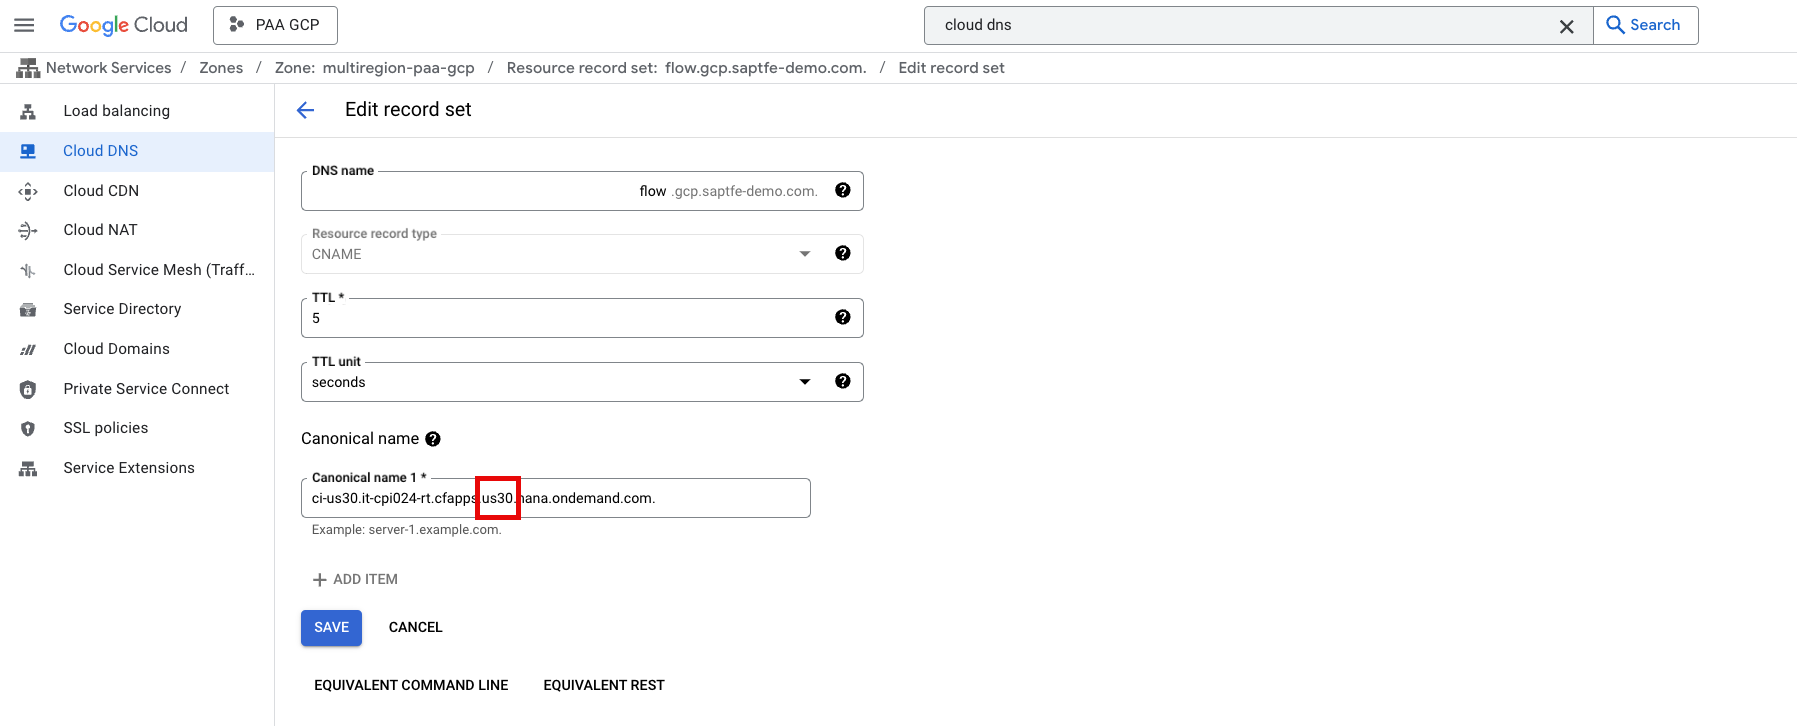 Google Cloud PAA GCP cloud dns Search
Network Services / Zones / Zone: multiregion-paa-gcp / Resource record set: flow.gcp.saptfe-demo.com. / Edit record set
Load balancing
Cloud DNS
Cloud CDN
Cloud NAT
Cloud Service Mesh (Traff...
Service Directory
Cloud Domains
Private Service Connect
SSL policies
Service Extensions
Edit record set
DNS name
flow .gcp.saptfe-demo.com.
Resource record type
CNAME
TTL *
5
TTL unit
seconds
Canonical name
Canonical name 1 *
ci-us30.it-cpi024-rt.cfapps.us30.hana.ondemand.com.
Example: server-1.example.com.
ADD ITEM
SAVE CANCEL
EQUIVALENT COMMAND LINE EQUIVALENT REST